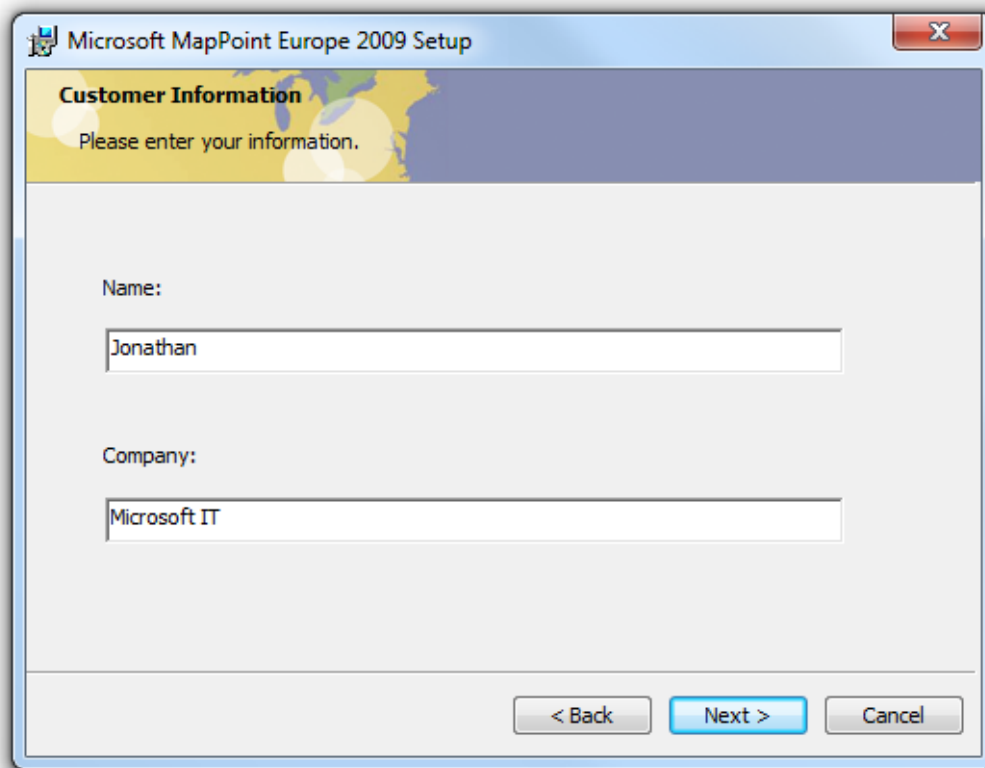 Microsoft MapPoint Europe 2009 Setup
X
Customer Information
Please enter your information.
Name:
Jonathan
Company:
Microsoft IT
< Back Next > Cancel